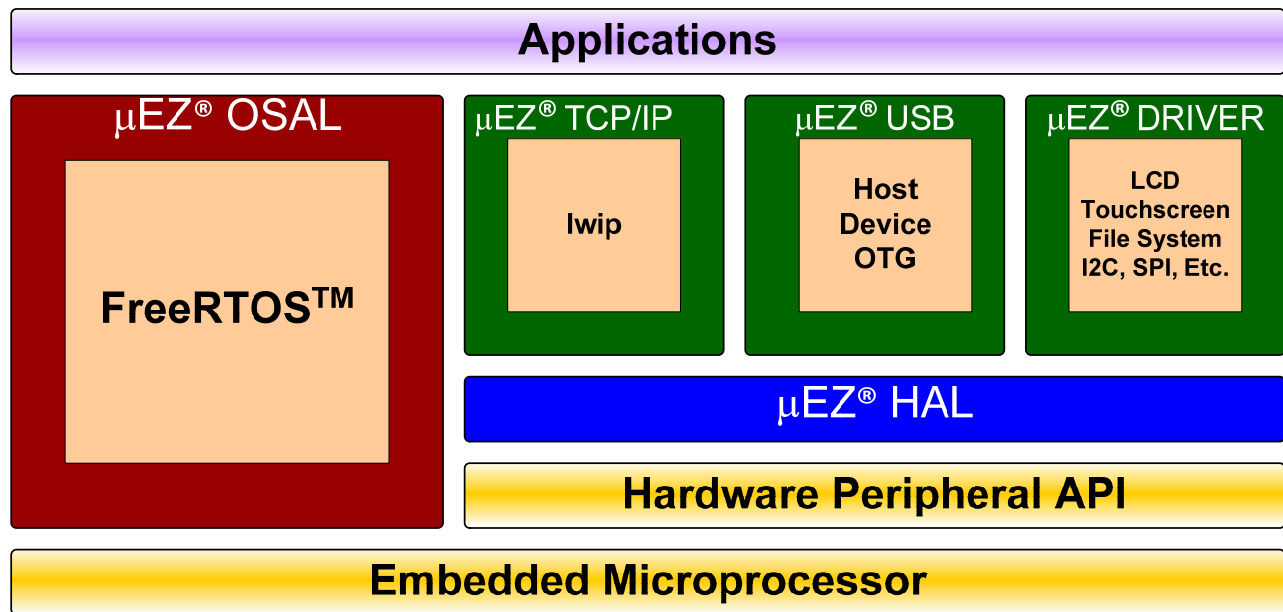 Applications
μEZ® OSAL
FreeRTOS™
μEZ® TCP/IP
lwip
μEZ® USB
Host
Device
OTG
μEZ® DRIVER
LCD
Touchscreen
File System
I2C, SPI, Etc.
μEZ® HAL
Hardware Peripheral API
Embedded Microprocessor